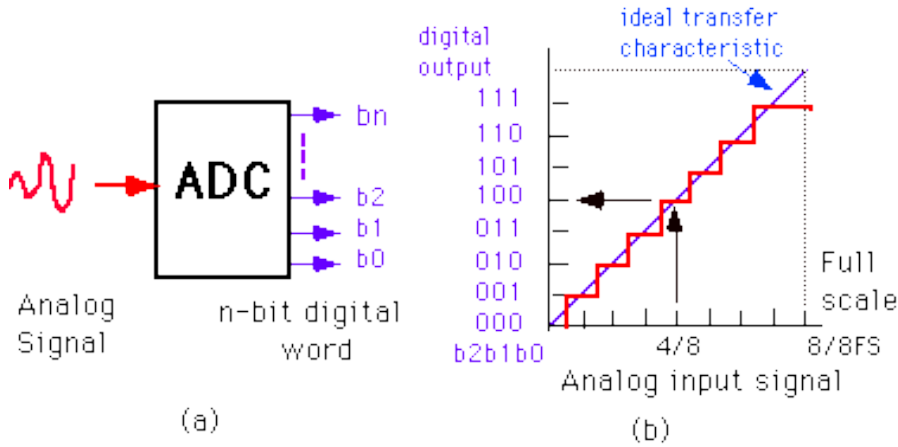 ADC
bn
b2
b1
b0
Analog
Signal
n-bit digital
word
(a)
ideal transfer
characteristic
digital
output
111
110
101
100
011
010
001
000
b2b1b0
4/8
8/8FS
Full
scale
Analog input signal
(b)